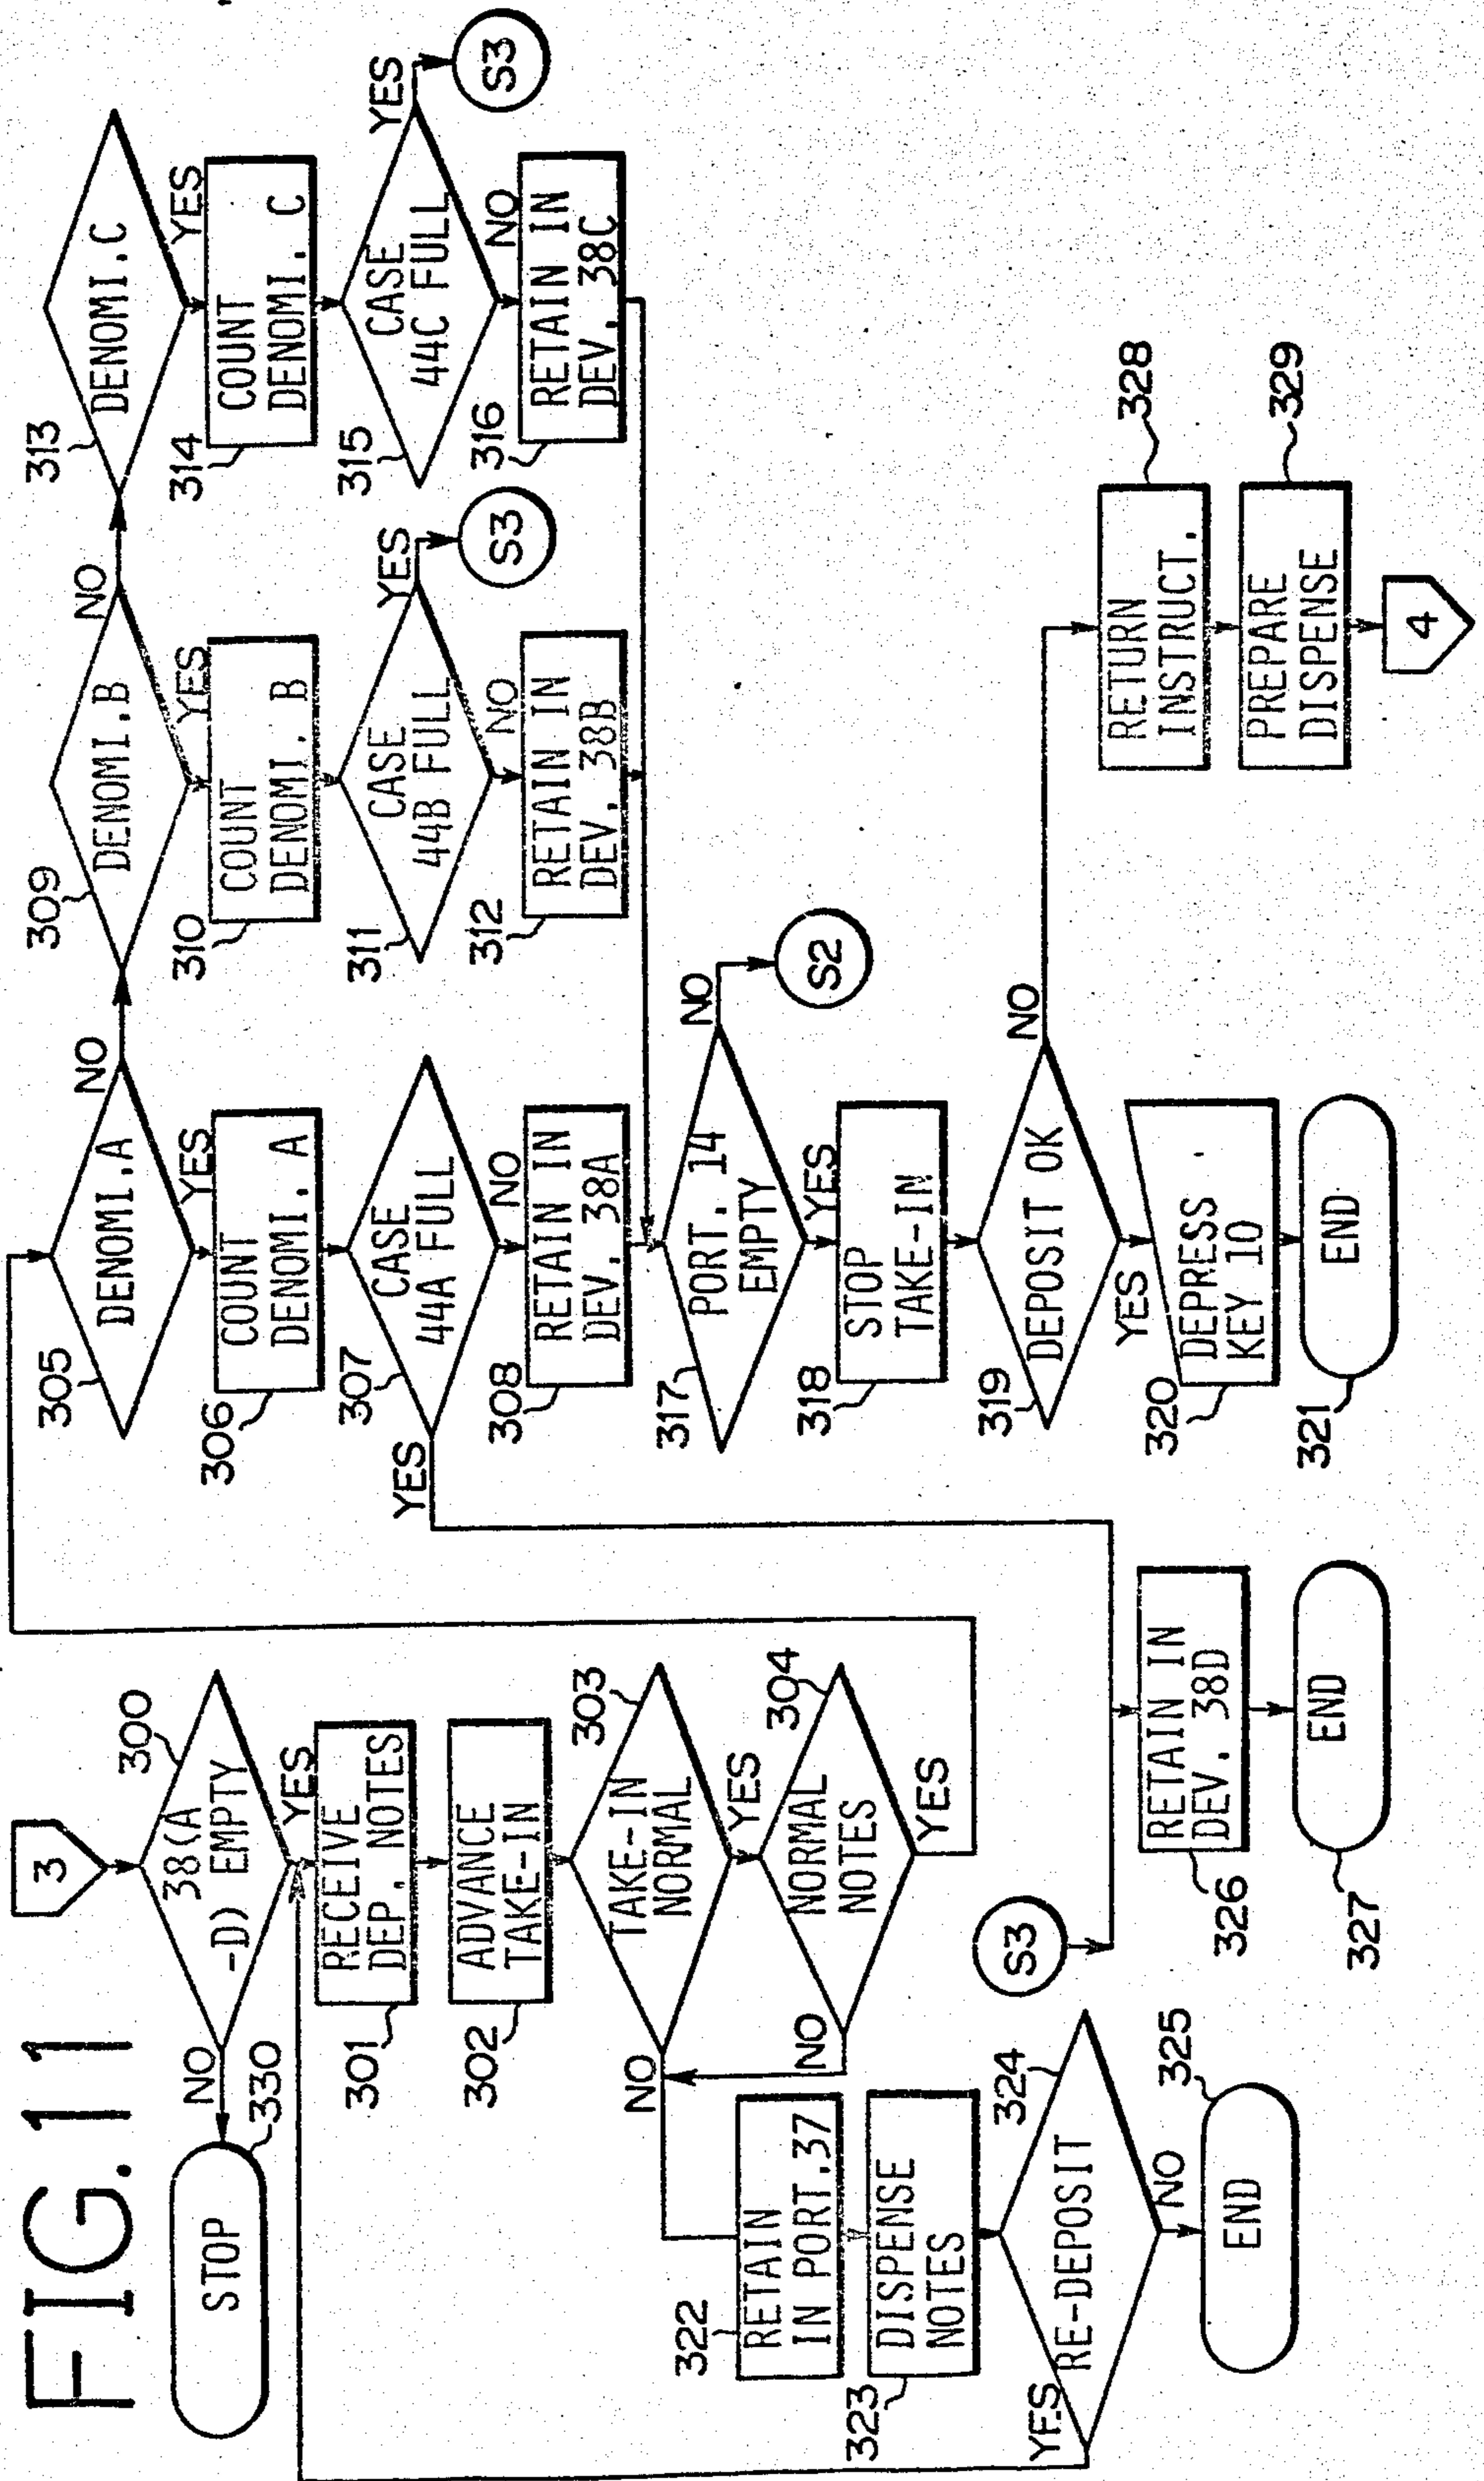 FIG.11
3
300
38(A
-D) EMPTY
NO
330
STOP
YES
301
RECEIVE
DEP. NOTES
302
ADVANCE
TAKE-IN
303
TAKE-IN
NORMAL
NO
YES
304
NORMAL
NOTES
NO
YES
322
RETAIN
IN PORT.37
323
DISPENSE
NOTES
324
RE-DEPOSIT
YES
NO
325
END
305
DENOMI.A
NO
YES
306
COUNT
DENOMI. A
307
CASE
44A FULL
YES
NO
308
RETAIN IN
DEV. 38A
309
DENOMI.B
NO
YES
310
COUNT
DENOMI. B
311
CASE
44B FULL
YES
S3
NO
312
RETAIN IN
DEV. 38B
313
DENOMI.C
YES
314
COUNT
DENOMI. C
315
CASE
44C FULL
YES
S3
NO
316
RETAIN IN
DEV. 38C
317
PORT. 14
EMPTY
NO
S2
YES
318
STOP
TAKE-IN
319
DEPOSIT OK
NO
YES
320
DEPRESS
KEY 10
321
END
S3
326
RETAIN IN
DEV. 38D
327
END
328
RETURN
INSTRUCT.
329
PREPARE
DISPENSE
4